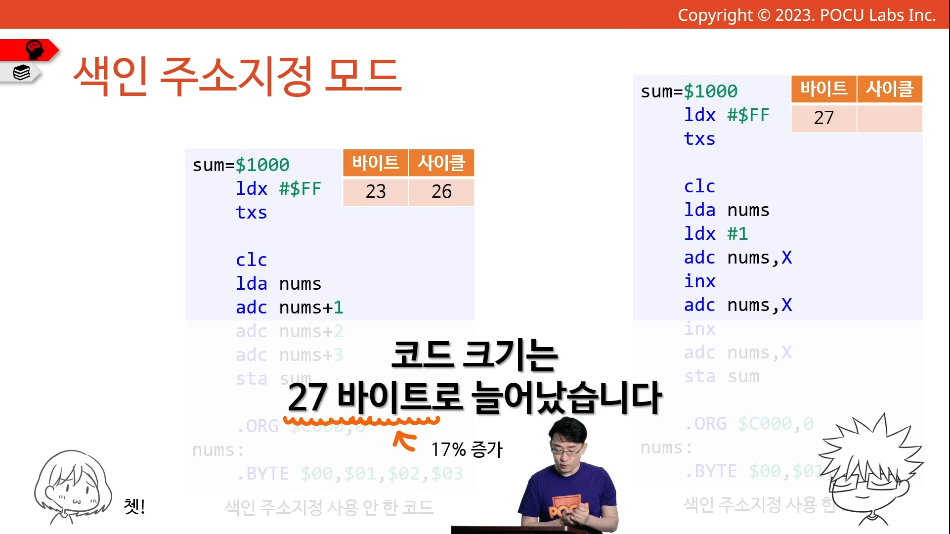 Copyright © 2023. POCU Labs Inc.
색인 주소지정 모드
sum=$1000
ldx #$FF
txs
clc
lda nums
adc nums+1
adc nums+2
adc nums+3
sta sum
.ORG $C000,0
nums:
.BYTE $00,$01,$02,$03
바이트 사이클
23 26
색인 주소지정 사용 안 한 코드
sum=$1000
ldx #$FF
txs
clc
lda nums
ldx #1
adc nums,X
inx
adc nums,X
inx
adc nums,X
sta sum
.ORG $C000,0
nums:
.BYTE $00,$01
바이트 사이클
27
색인 주소지정 사용 한
코드 크기는
27 바이트로 늘어났습니다
17% 증가
쳇!
POCU